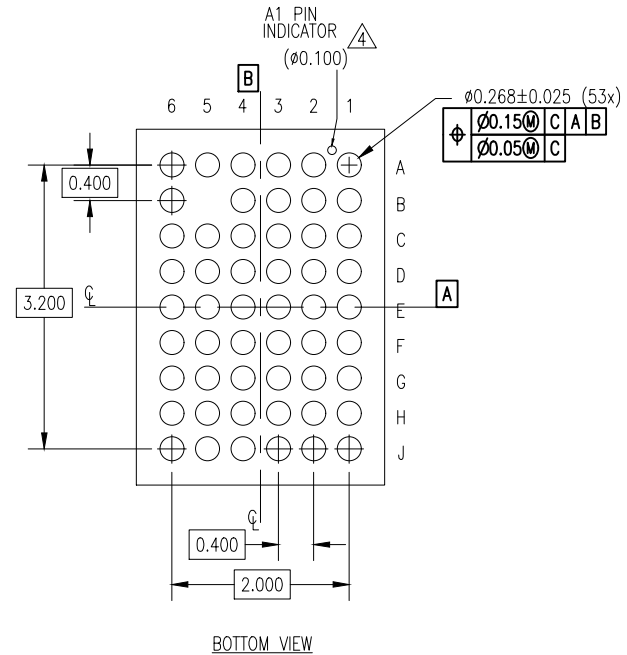 A1 PIN
INDICATOR 4
(ø0.100)
B
ø0.268±0.025 (53x)
6 5 4 3 2 1
⌖ Ø0.15Ⓜ C A B
Ø0.05Ⓜ C
A
0.400
B
C
D
3.200
℄
E
A
F
G
H
J
℄
0.400
2.000
BOTTOM VIEW